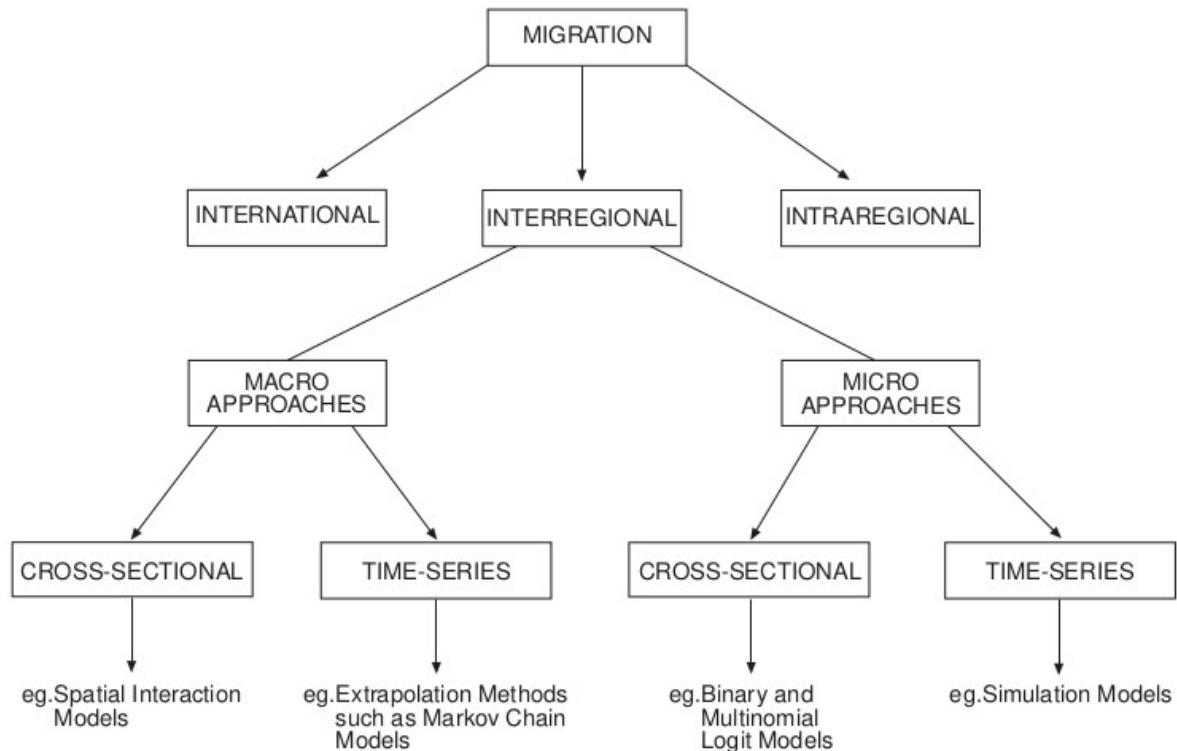 MIGRATION
INTERNATIONAL
INTERREGIONAL
INTRAREGIONAL
MACRO
APPROACHES
MICRO
APPROACHES
CROSS-SECTIONAL
TIME-SERIES
CROSS-SECTIONAL
TIME-SERIES
eg.Spatial Interaction
Models
eg.Extrapolation Methods
such as Markov Chain
Models
eg.Binary and
Multinomial
Logit Models
eg.Simulation Models